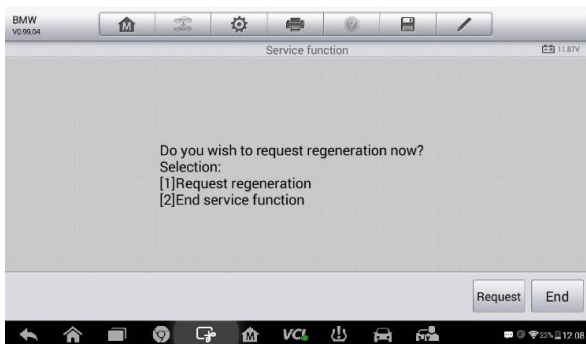 BMW
V0.99.04
Service function
11.87V
Do you wish to request regeneration now?
Selection:
[1]Request regeneration
[2]End service function
Request
End
VCI
22%
12:08